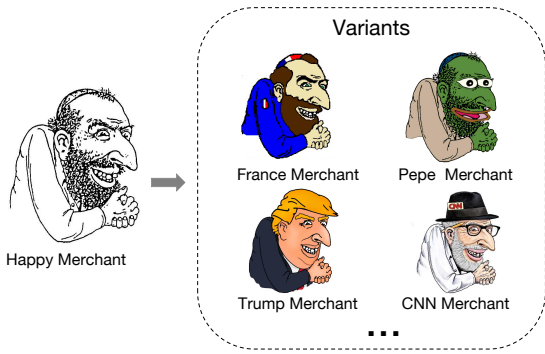 Variants
Happy Merchant
France Merchant
Pepe Merchant
CNN
Trump Merchant
CNN Merchant
...